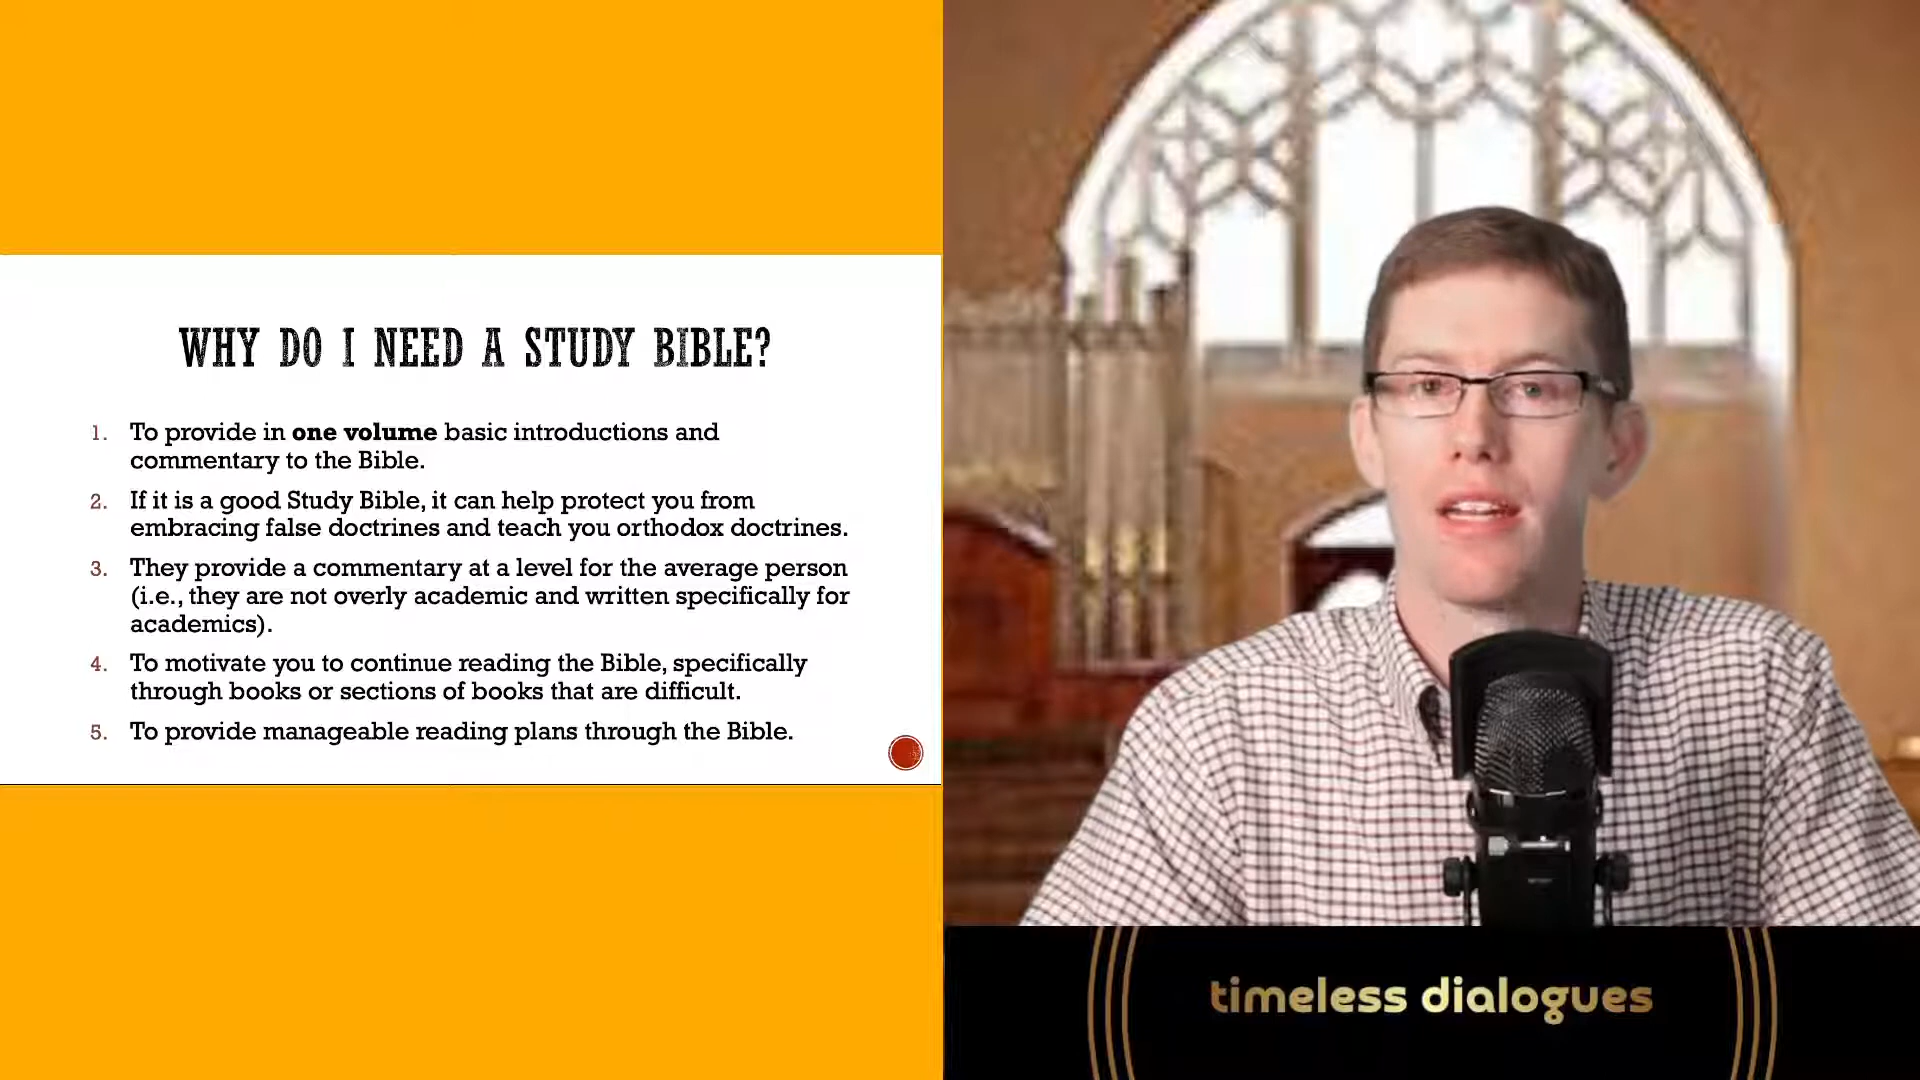 WHY DO I NEED A STUDY BIBLE?
1. To provide in one volume basic introductions and
commentary to the Bible.
2. If it is a good Study Bible, it can help protect you from
embracing false doctrines and teach you orthodox doctrines.
3. They provide a commentary at a level for the average person
(i.e., they are not overly academic and written specifically for
academics).
4. To motivate you to continue reading the Bible, specifically
through books or sections of books that are difficult.
5. To provide manageable reading plans through the Bible.
timeless dialogues